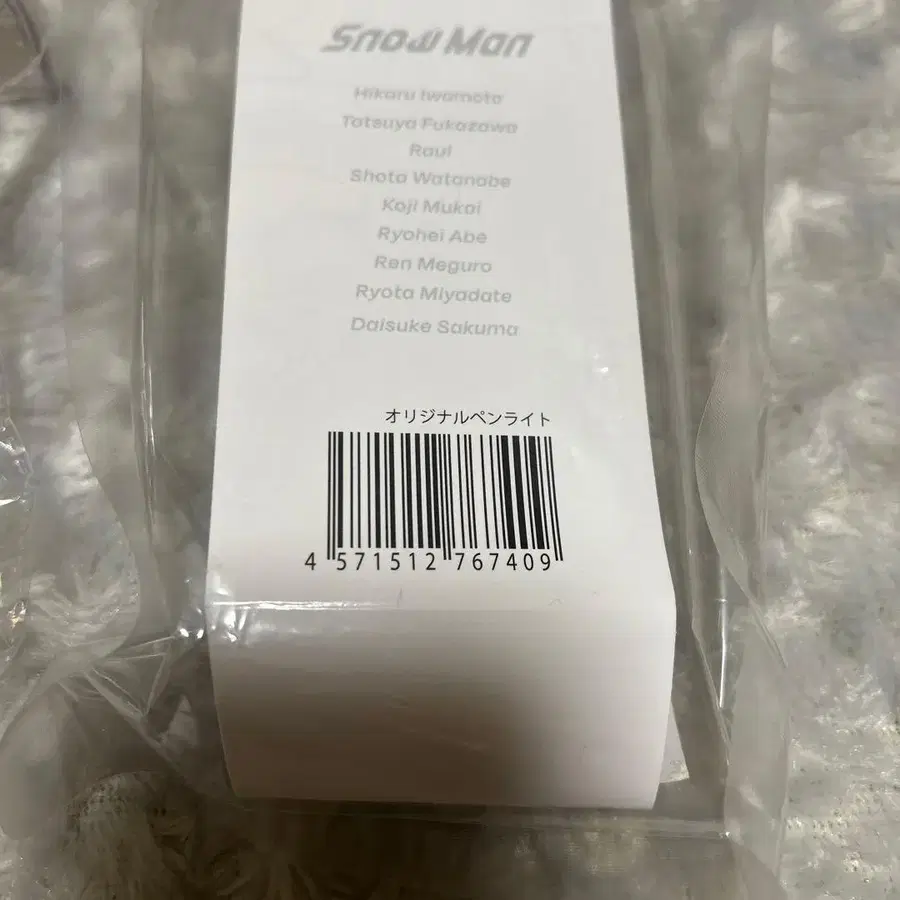 Snow Man
Hikaru Iwamoto
Tatsuya Fukazawa
Raul
Shota Watanabe
Koji Mukai
Ryohei Abe
Ren Meguro
Ryota Miyadate
Daisuke Sakuma
オリジナルペンライト
4 571512 767409